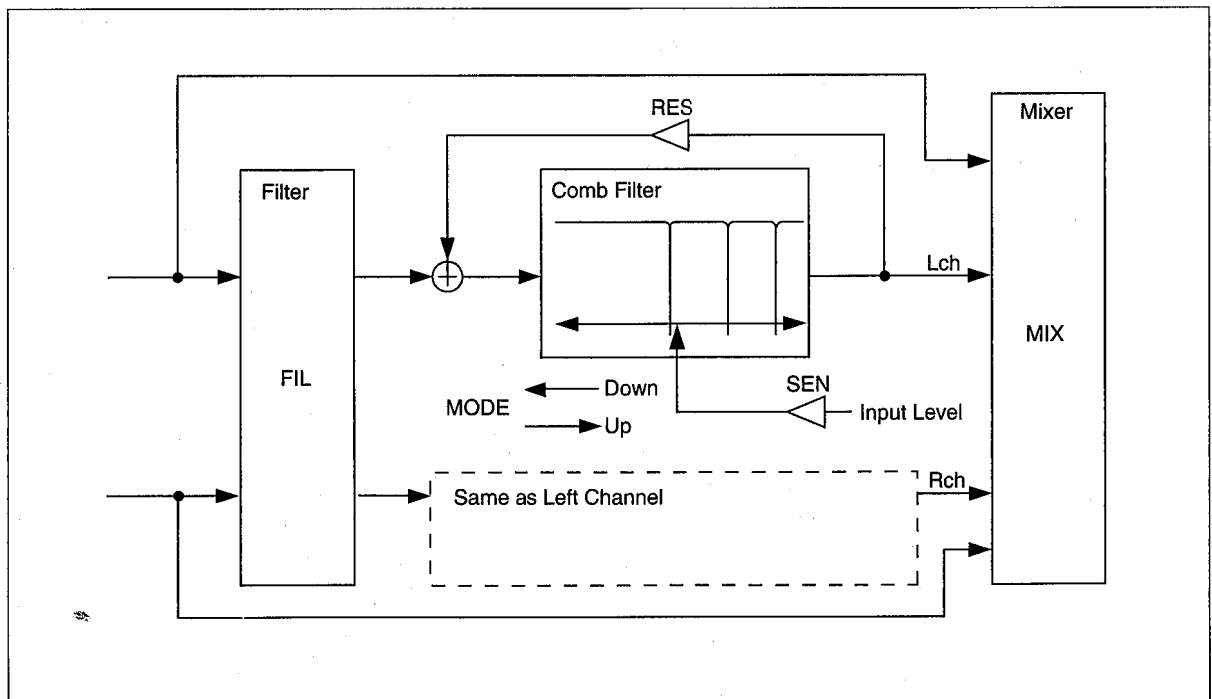 RES
Mixer
Filter
Comb Filter
Lch
MIX
FIL
SEN
MODE
Down
Up
Input Level
Same as Left Channel
Rch